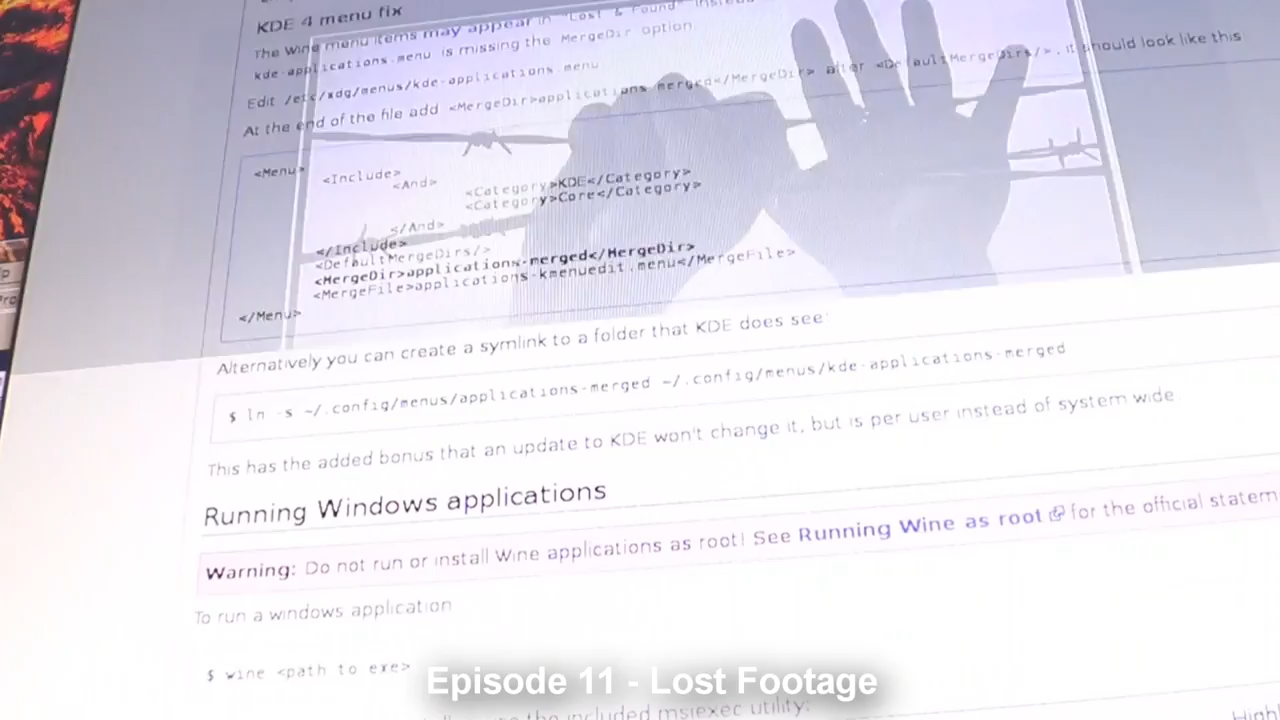 KDE 4 menu fix
The Wine menu items may appear in "Lost & Found"
kde-applications.menu is missing the MergeDir option
Edit /etc/xdg/menus/kde-applications.menu
At the end of the file add <MergeDir>applications-merged</MergeDir> after <DefaultMergeDirs/>, it should look like this
<Menu>
<Include>
<And>
<Category>KDE</Category>
<Category>Core</Category>
</And>
</Include>
<DefaultMergeDirs/>
<MergeDir>applications-merged</MergeDir>
<MergeFile>applications-kmenuedit.menu</MergeFile>
</Menu>
Alternatively you can create a symlink to a folder that KDE does see:
$ ln -s ~/.config/menus/applications-merged ~/.config/menus/kde-applications-merged
This has the added bonus that an update to KDE won't change it, but is per user instead of system wide.
Running Windows applications
Warning: Do not run or install Wine applications as root! See Running Wine as root for the official statem
To run a windows application
$ wine <path to exe>
Episode 11 - Lost Footage
the included msiexec utility:
High